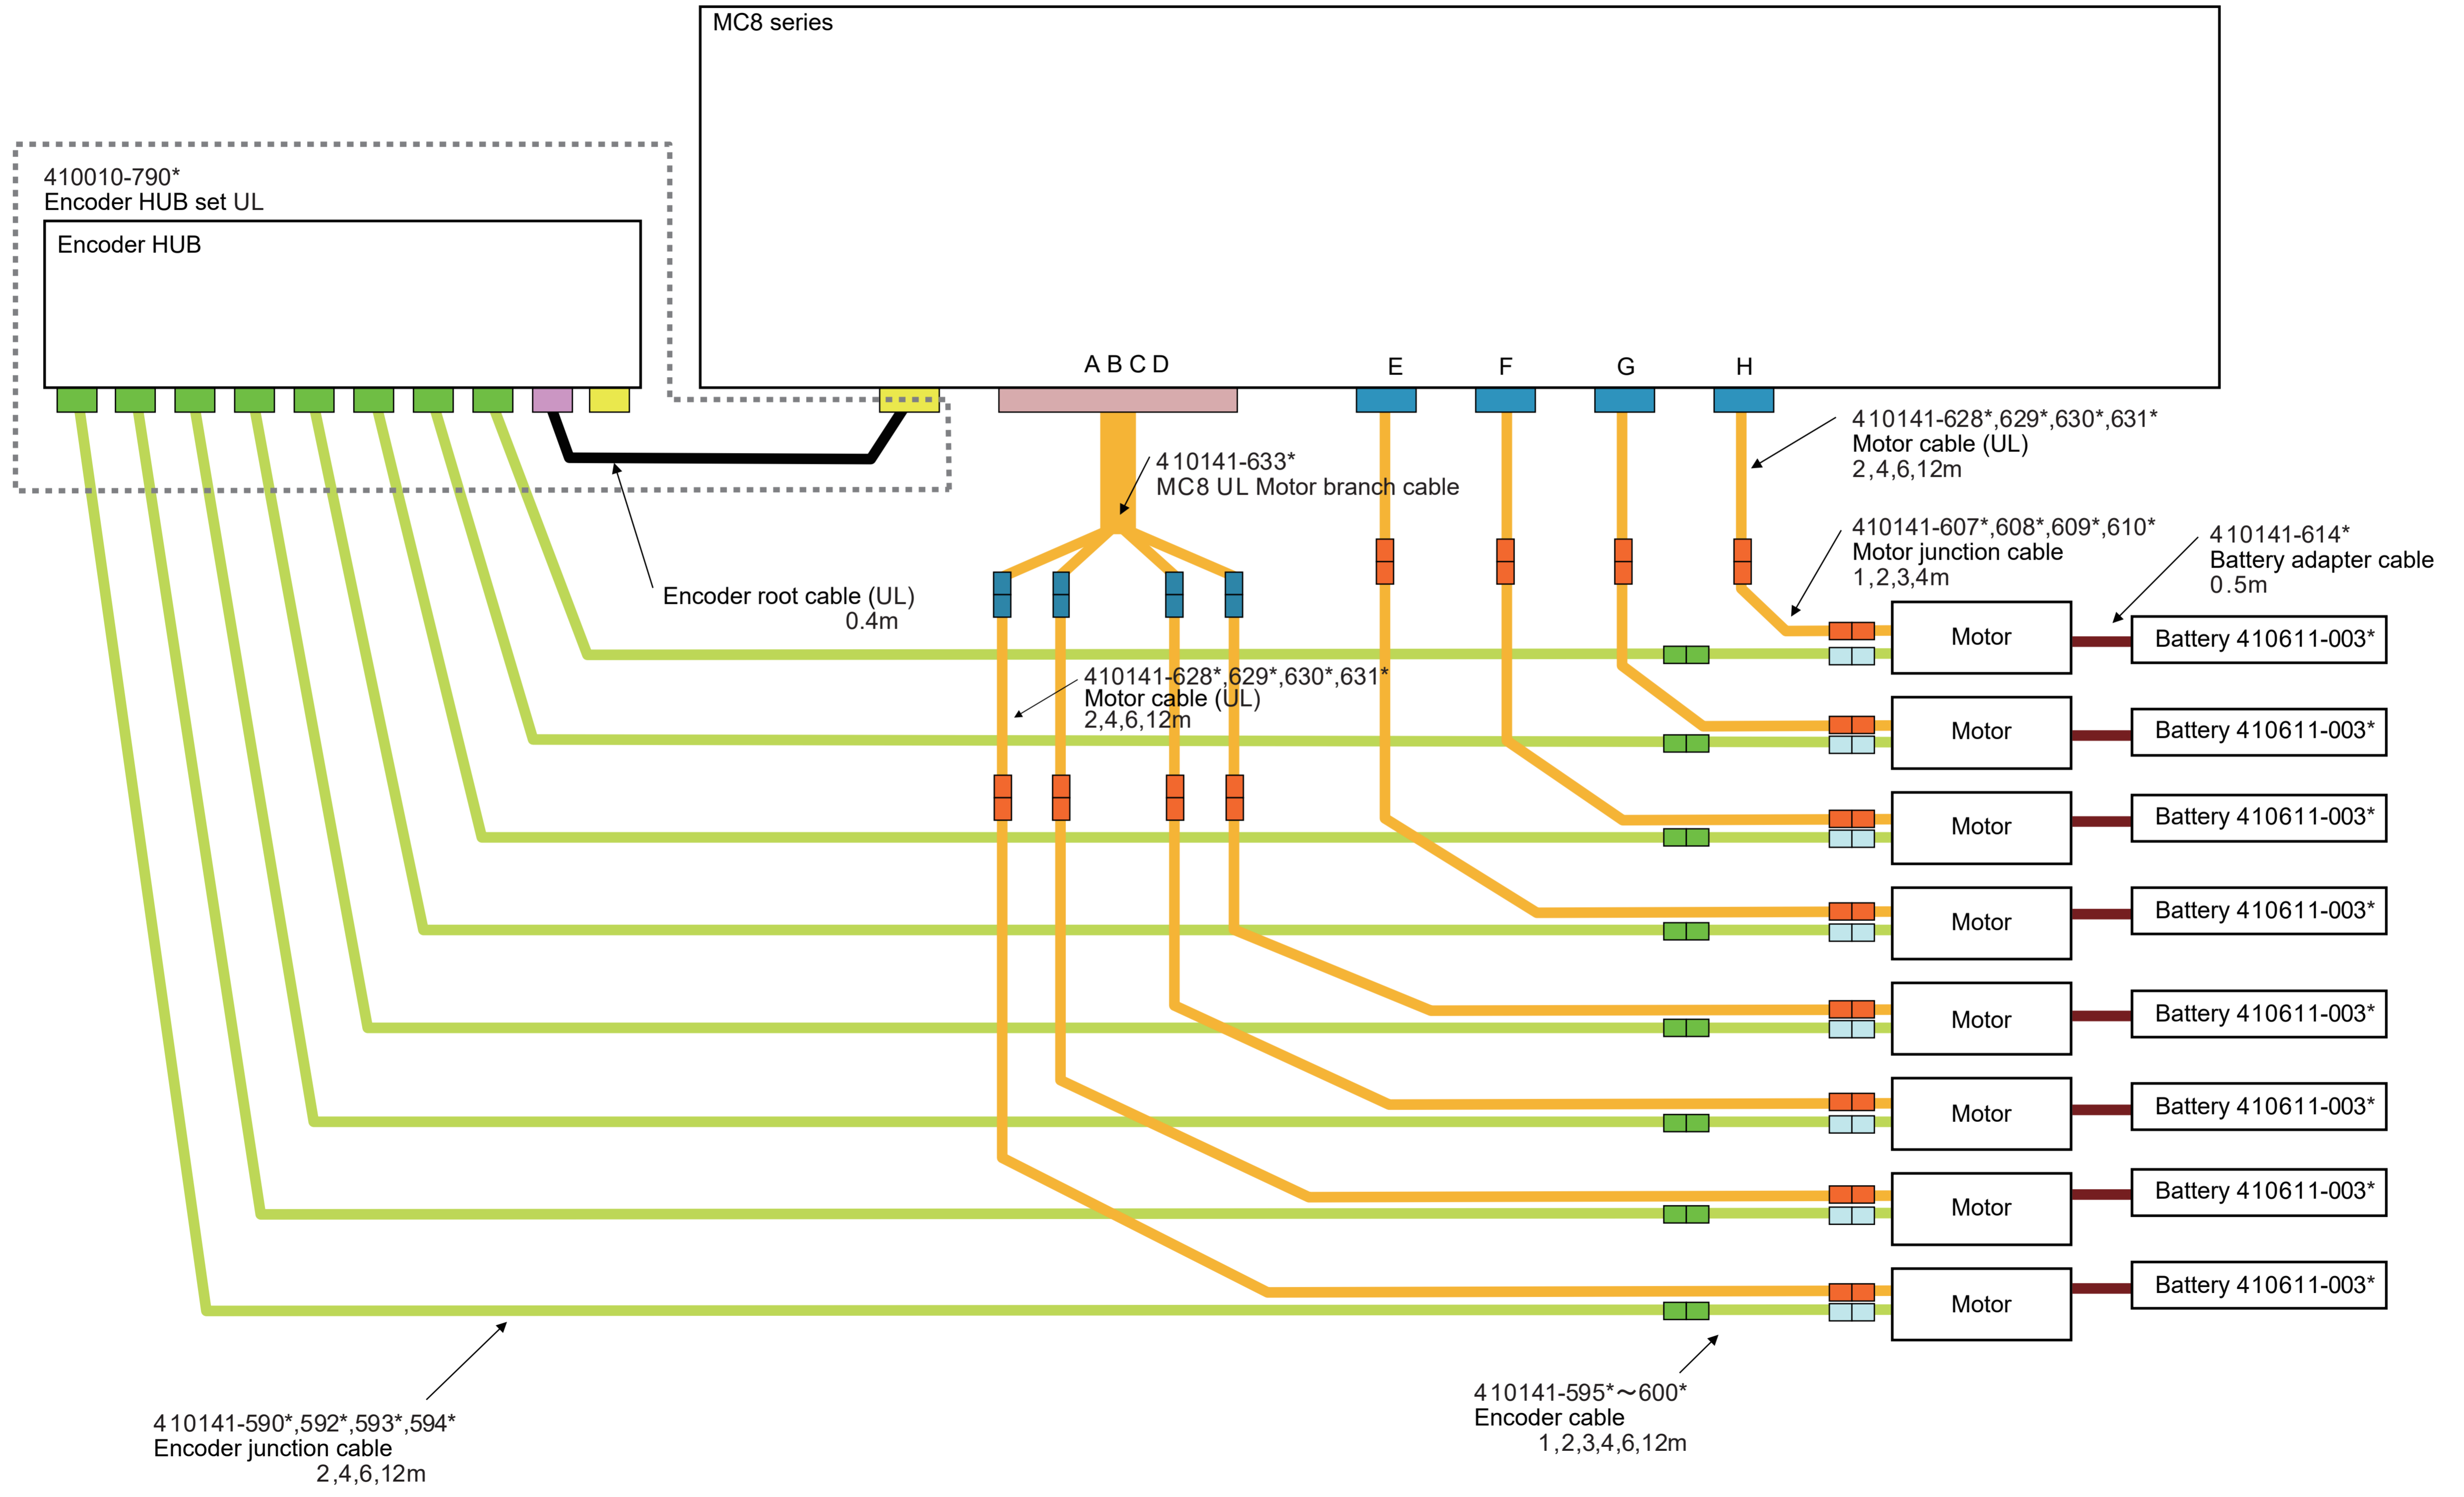 MC8 series
410010-790*
Encoder HUB set UL
Encoder HUB
A B C D
E
F
G
H
410141-628*,629*,630*,631*
Motor cable (UL)
2,4,6,12m
410141-633*
MC8 UL Motor branch cable
410141-607*,608*,609*,610*
Motor junction cable
1,2,3,4m
410141-614*
Battery adapter cable
0.5m
Encoder root cable (UL)
0.4m
Motor
Battery 410611-003*
410141-628*,629*,630*,631*
Motor cable (UL)
2,4,6,12m
Motor
Battery 410611-003*
Motor
Battery 410611-003*
Motor
Battery 410611-003*
Motor
Battery 410611-003*
Motor
Battery 410611-003*
Motor
Battery 410611-003*
Motor
Battery 410611-003*
410141-595*～600*
Encoder cable
1,2,3,4,6,12m
410141-590*,592*,593*,594*
Encoder junction cable
2,4,6,12m